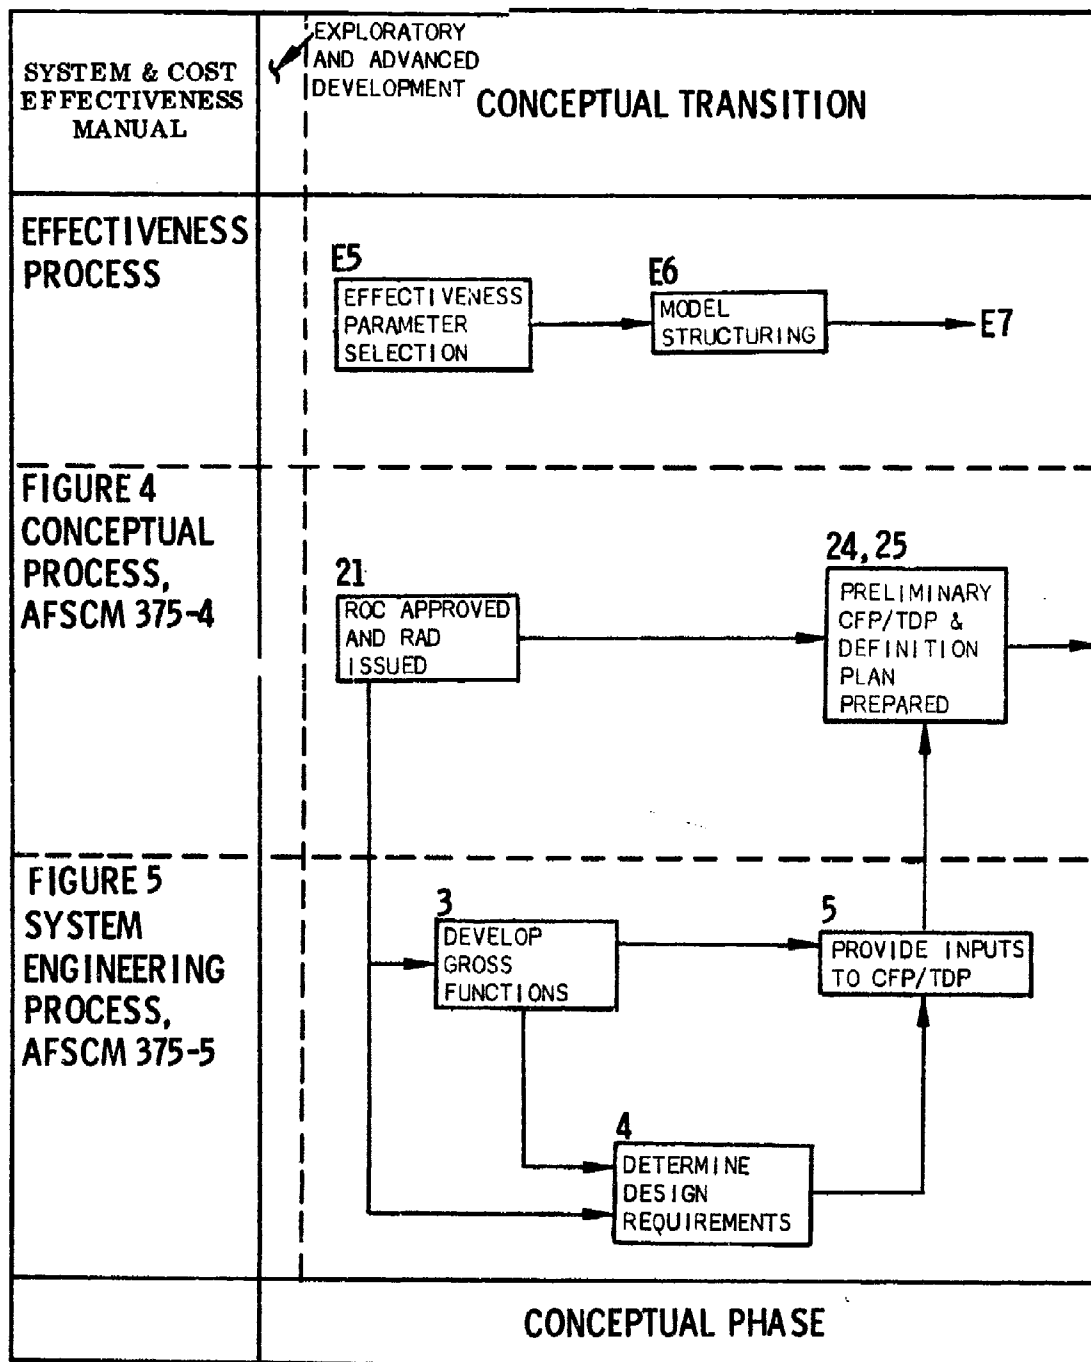 SYSTEM & COST
EFFECTIVENESS
MANUAL
EXPLORATORY
AND ADVANCED
DEVELOPMENT
CONCEPTUAL TRANSITION
EFFECTIVENESS
PROCESS
E5
EFFECTIVENESS
PARAMETER
SELECTION
E6
MODEL
STRUCTURING
E7
FIGURE 4
CONCEPTUAL
PROCESS,
AFSCM 375-4
21
ROC APPROVED
AND RAD
ISSUED
24, 25
PRELIMINARY
CFP/TDP &
DEFINITION
PLAN
PREPARED
FIGURE 5
SYSTEM
ENGINEERING
PROCESS,
AFSCM 375-5
3
DEVELOP
GROSS
FUNCTIONS
5
PROVIDE INPUTS
TO CFP/TDP
4
DETERMINE
DESIGN
REQUIREMENTS
CONCEPTUAL PHASE